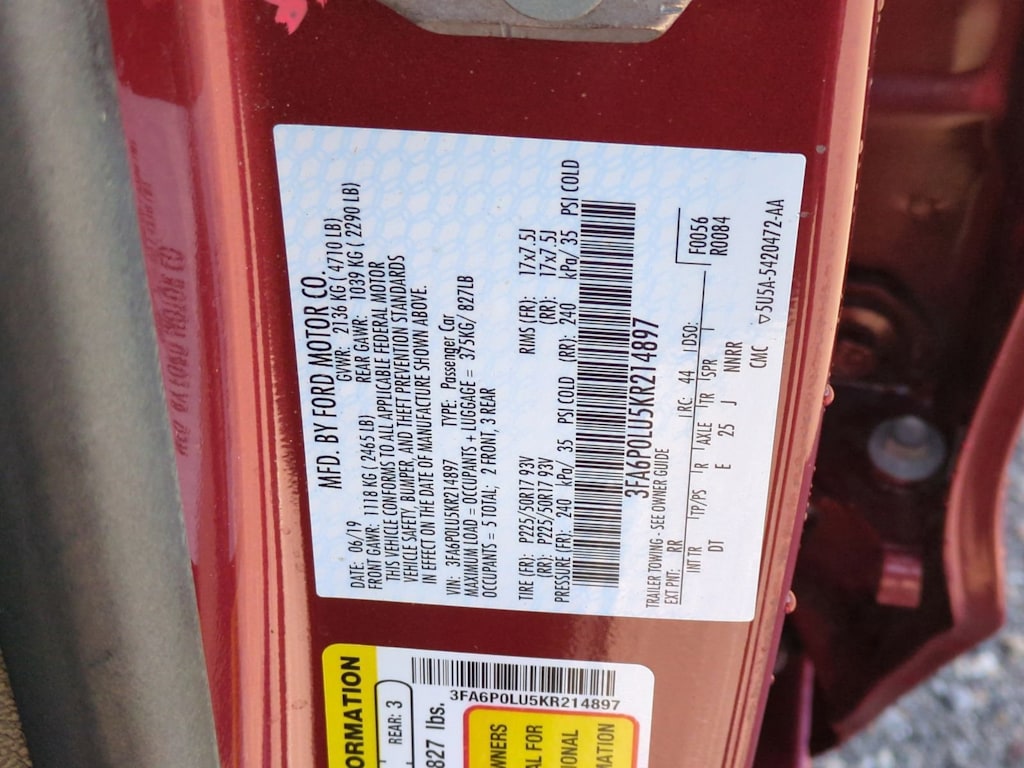 MFD. BY FORD MOTOR CO.
DATE: 06/19 GVWR: 2136 KG ( 4710 LB)
FRONT GAWR: 1118 KG ( 2465 LB) REAR GAWR: 1039 KG ( 2290 LB)
THIS VEHICLE CONFORMS TO ALL APPLICABLE FEDERAL MOTOR
VEHICLE SAFETY, BUMPER, AND THEFT PREVENTION STANDARDS
IN EFFECT ON THE DATE OF MANUFACTURE SHOWN ABOVE.
VIN: 3FA6P0LU5KR214897 TYPE: Passenger Car
MAXIMUM LOAD = OCCUPANTS + LUGGAGE = 375KG/ 827LB
OCCUPANTS = 5 TOTAL; 2 FRONT, 3 REAR
TIRE (FR): P225/50R17 93V RIMS (FR): 17x7.5J
(RR): P225/50R17 93V (RR): 17x7.5J
PRESSURE (FR): 240 kPa/ 35 PSI COLD (RR): 240 kPa/ 35 PSI COLD
3FA6P0LU5KR214897
TRAILER TOWING - SEE OWNER GUIDE
EXT PNT: RR RC: 44 DSO: F0056
R0084
INT TR TP/PS R AXLE TR SPR
DT E 25 J NNRR
CMC ▽5U5A-5420472-AA
ORMATION
REAR: 3
827 lbs.
3FA6P0LU5KR214897
WNERS
AL FOR
IONAL
MATION